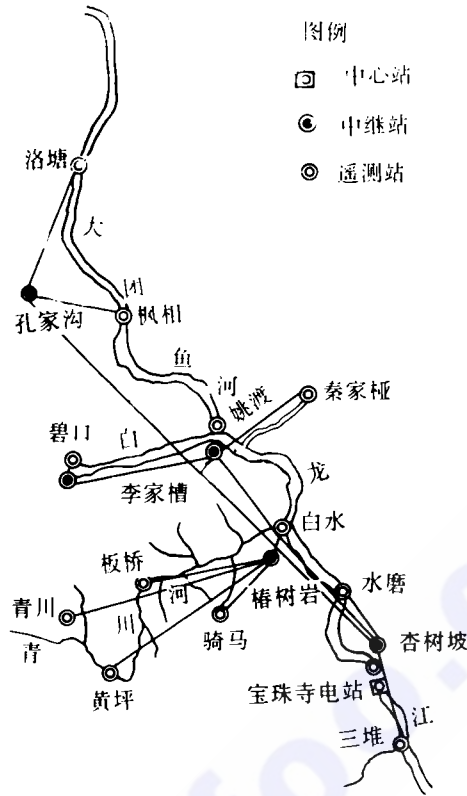 图例
中心站
中继站
遥测站
洛塘
大
团
鱼
河
孔家沟
枫相
姚渡
秦家桠
碧口
白
李家槽
龙
白水
板桥
河
川
青川
青
骑马
椿树岩
水磨
黄坪
杏树坡
宝珠寺电站
三堆
江